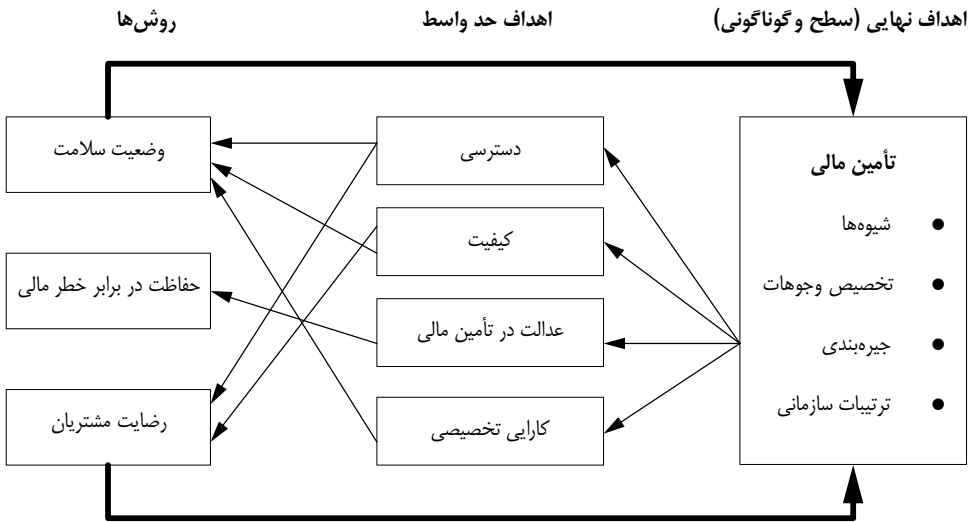 اهداف نهایی (سطح و گوناگونی)
اهداف حد واسط
روش‌ها
تأمین مالی
● شیوه‌ها
● تخصیص وجوهات
● جیره‌بندی
● ترتیبات سازمانی
دسترسی
کیفیت
عدالت در تأمین مالی
کارایی تخصیصی
وضعیت سلامت
حفاظت در برابر خطر مالی
رضایت مشتریان